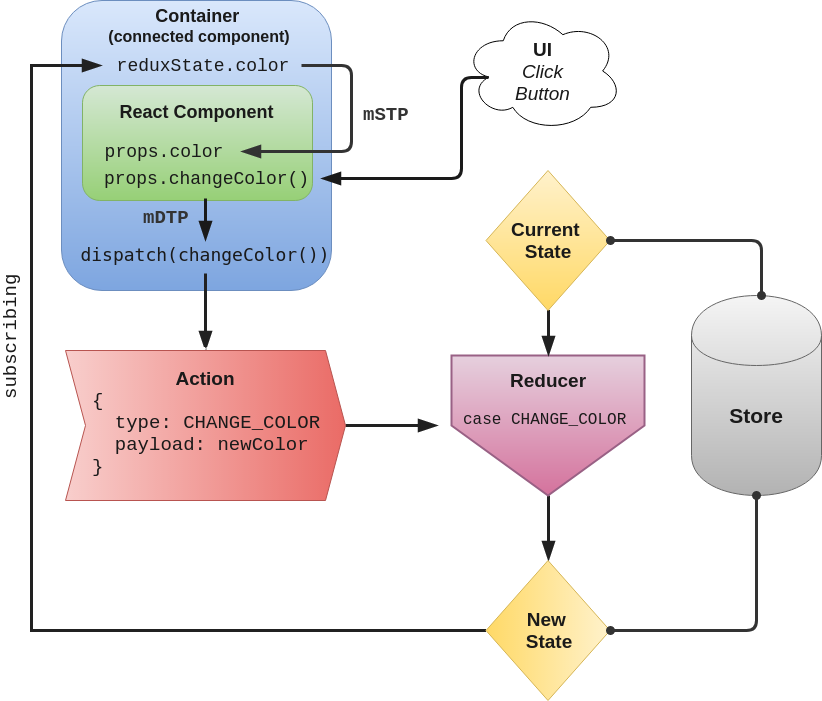 Container
(connected component)
reduxState.color
React Component
mSTP
props.color
props.changeColor()
mDTP
dispatch(changeColor())
UI
Click
Button
subscribing
Current
State
Action
{
type: CHANGE_COLOR
payload: newColor
}
Reducer
case CHANGE_COLOR
Store
New
State